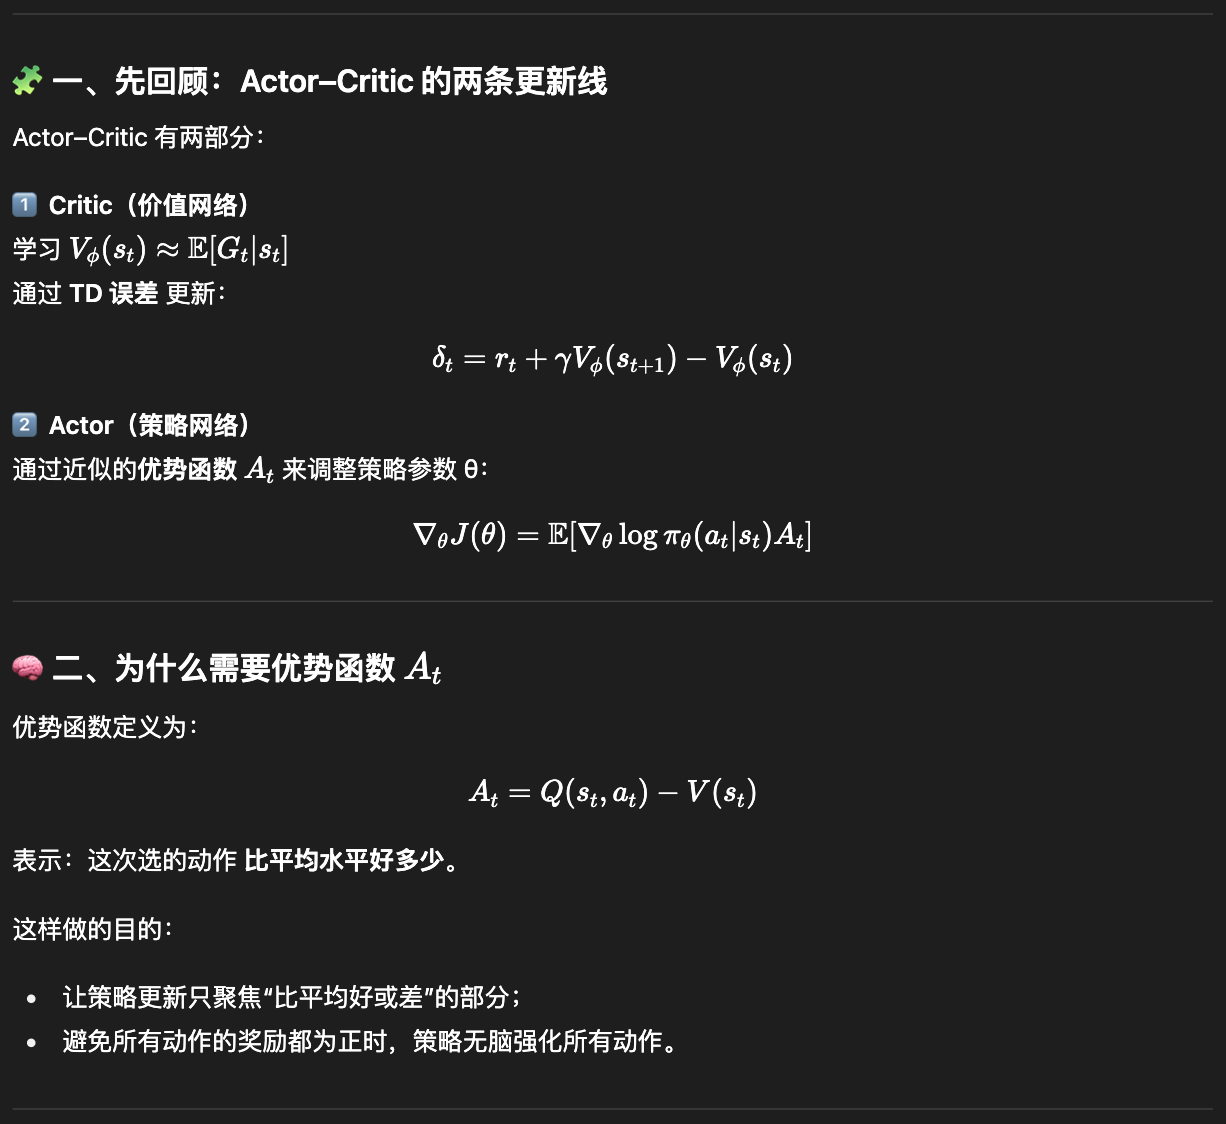 🧩 一、先回顾：Actor–Critic 的两条更新线
Actor–Critic 有两部分：
1️⃣ Critic（价值网络）
学习 $V_\phi(s_t) \approx \mathbb{E}[G_t|s_t]$
通过 TD 误差 更新：
$\delta_t = r_t + \gamma V_\phi(s_{t+1}) - V_\phi(s_t)$
2️⃣ Actor（策略网络）
通过近似的优势函数 $A_t$ 来调整策略参数 θ：
$\nabla_\theta J(\theta) = \mathbb{E}[\nabla_\theta \log \pi_\theta(a_t|s_t) A_t]$
🧠 二、为什么需要优势函数 $A_t$
优势函数定义为：
$A_t = Q(s_t, a_t) - V(s_t)$
表示：这次选的动作 比平均水平好多少。
这样做的目的：
• 让策略更新只聚焦“比平均好或差”的部分；
• 避免所有动作的奖励都为正时，策略无脑强化所有动作。